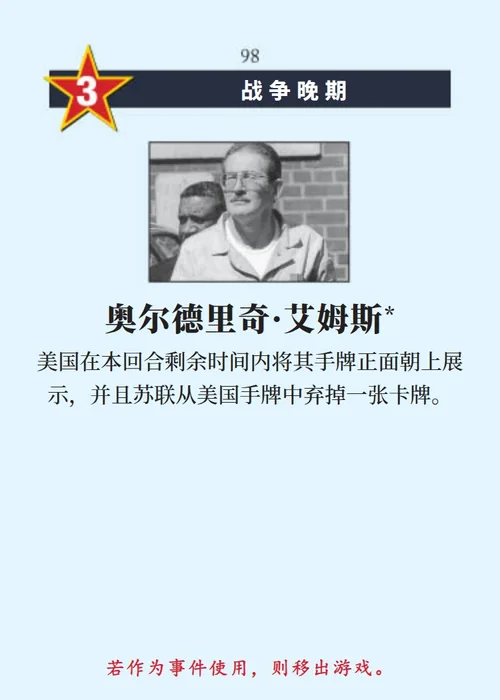 98
3
战争晚期
奥尔德里奇·艾姆斯*
美国在本回合剩余时间内将其手牌正面朝上展
示，并且苏联从美国手牌中弃掉一张卡牌。
若作为事件使用，则移出游戏。